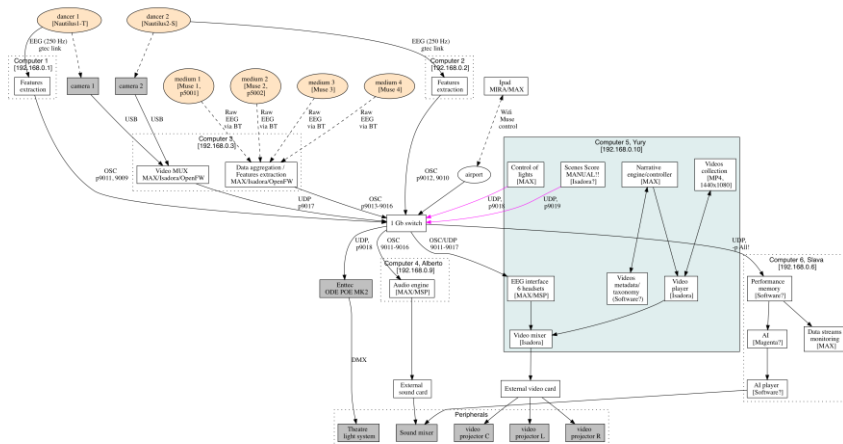 dancer 1
[Nautilus1-T]
dancer 2
[Nautilus2-S]
EEG (250 Hz)
gtec link
EEG (250 Hz)
gtec link
Computer 1
[192.168.0.1]
Features
extraction
camera 1
camera 2
medium 1
[Muse 1,
p5001]
medium 2
[Muse 2,
p5002]
medium 3
[Muse 3]
medium 4
[Muse 4]
Computer 2
[192.168.0.2]
Features
extraction
Ipad
MIRA/MAX
USB
USB
Raw
EEG
via BT
Raw
EEG
via BT
Raw
EEG
via BT
Raw
EEG
via BT
Wifi
Muse
control
Computer 3
[192.168.0.3]
Video MUX
MAX/Isadora/OpenFW
Data aggregation /
Features extraction
MAX/Isadora/OpenFW
airport
Computer 5, Yury
[192.168.0.10]
Control of
lights
[MAX]
Scenes Score
MANUAL!!
[Isadora?]
Narrative
engine/controller
[MAX]
Videos
collection
[MP4,
1440x1080]
OSC
p9011, 9009
UDP
p9017
OSC
p9013-9016
OSC
p9012, 9010
UDP,
p9018
UDP,
p9019
1 Gb switch
UDP,
p9018
OSC
9011-9016
OSC/UDP
9011-9017
UDP,
p All!
Computer 4, Alberto
[192.168.0.9]
Audio engine
[MAX/MSP]
Enttec
ODE POE MK2
EEG interface
6 headsets
[MAX/MSP]
Videos
metadata/
taxonomy
(Software?)
Video
player
[Isadora]
Computer 6, Slava
[192.168.0.6]
Performance
memory
[Software?]
Video mixer
[Isadora]
AI
[Magenta?]
Data streams
monitoring
[MAX]
DMX
External
sound card
External video card
AI player
[Software?]
Peripherals
Theatre
light system
Sound mixer
video
projector C
video
projector L
video
projector R